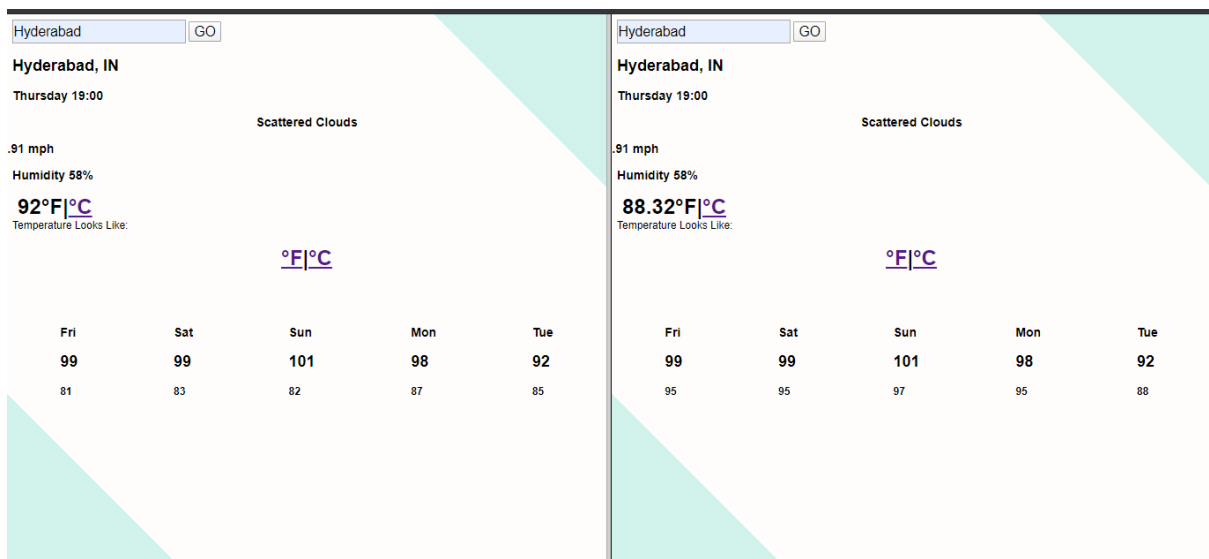 Hyderabad GO
Hyderabad, IN
Thursday 19:00
Scattered Clouds
.91 mph
Humidity 58%
92°F|°C
Temperature Looks Like:
°F|°C
Fri Sat Sun Mon Tue
99 99 101 98 92
81 83 82 87 85
Hyderabad GO
Hyderabad, IN
Thursday 19:00
Scattered Clouds
.91 mph
Humidity 58%
88.32°F|°C
Temperature Looks Like:
°F|°C
Fri Sat Sun Mon Tue
99 99 101 98 92
95 95 97 95 88